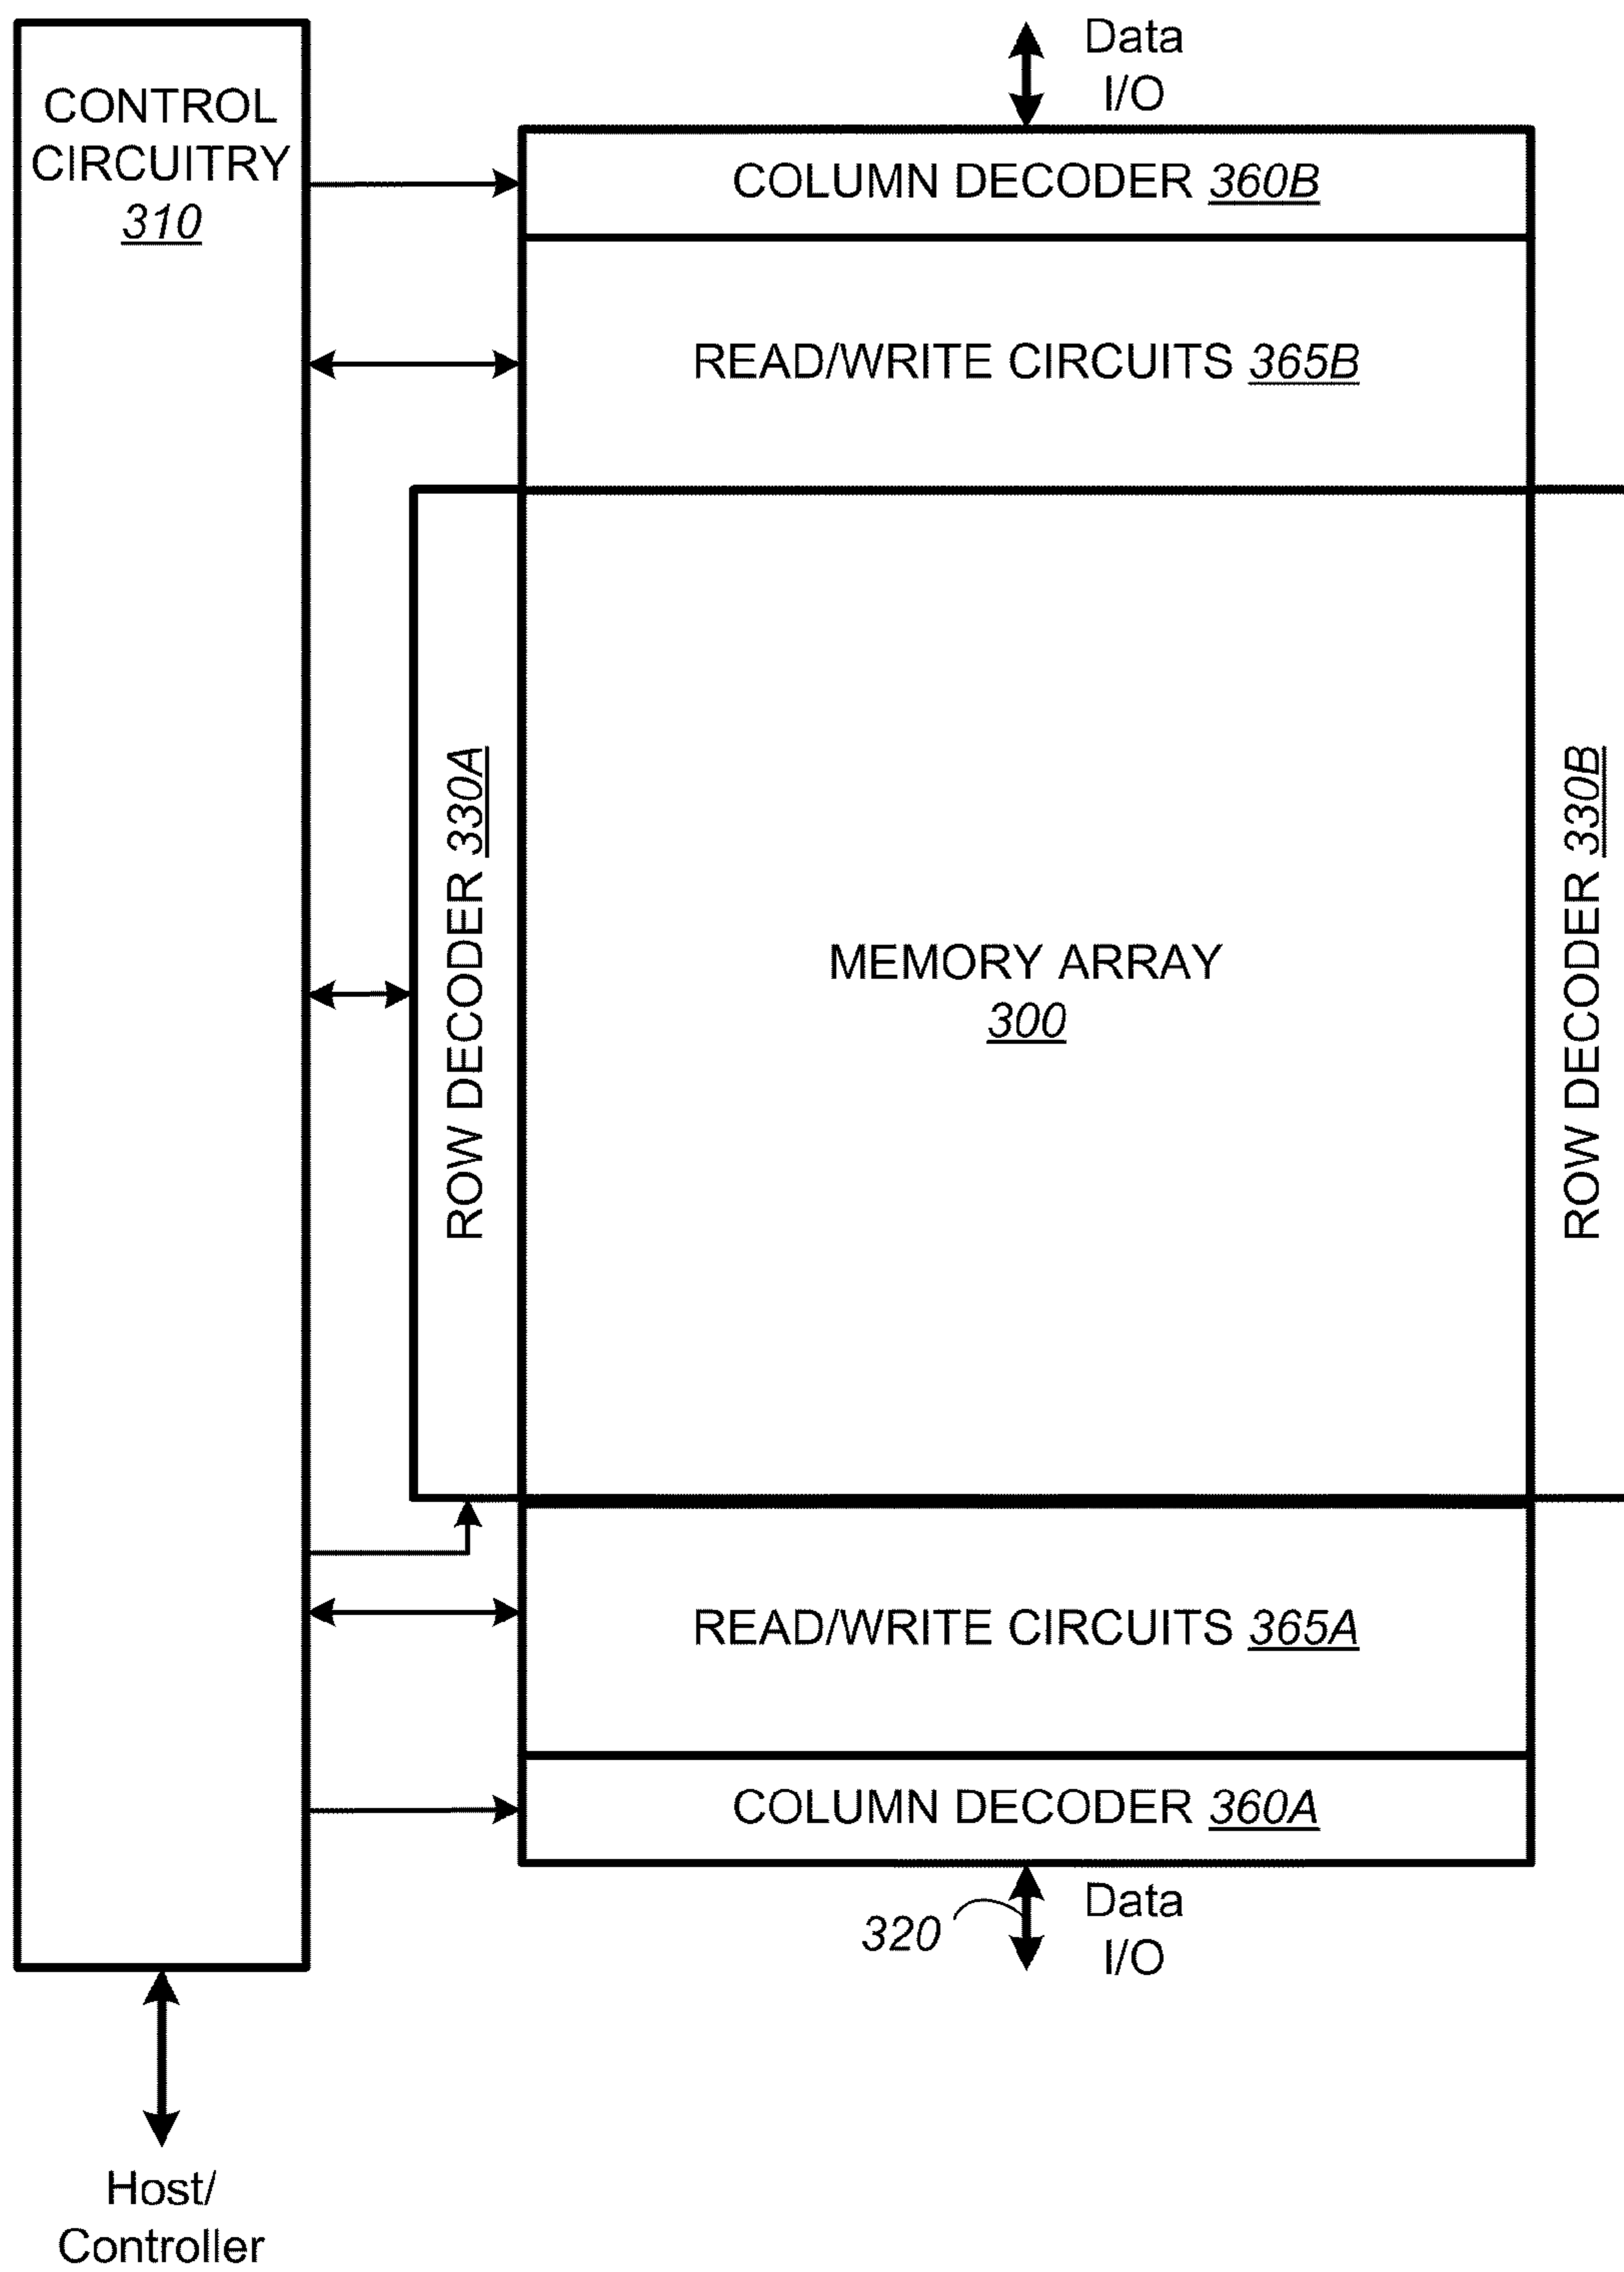 Data
I/O
CONTROL
CIRCUITRY
310
COLUMN DECODER 360B
READ/WRITE CIRCUITS 365B
ROW DECODER 330A
MEMORY ARRAY
300
ROW DECODER 330B
READ/WRITE CIRCUITS 365A
COLUMN DECODER 360A
320
Data
I/O
Host/
Controller